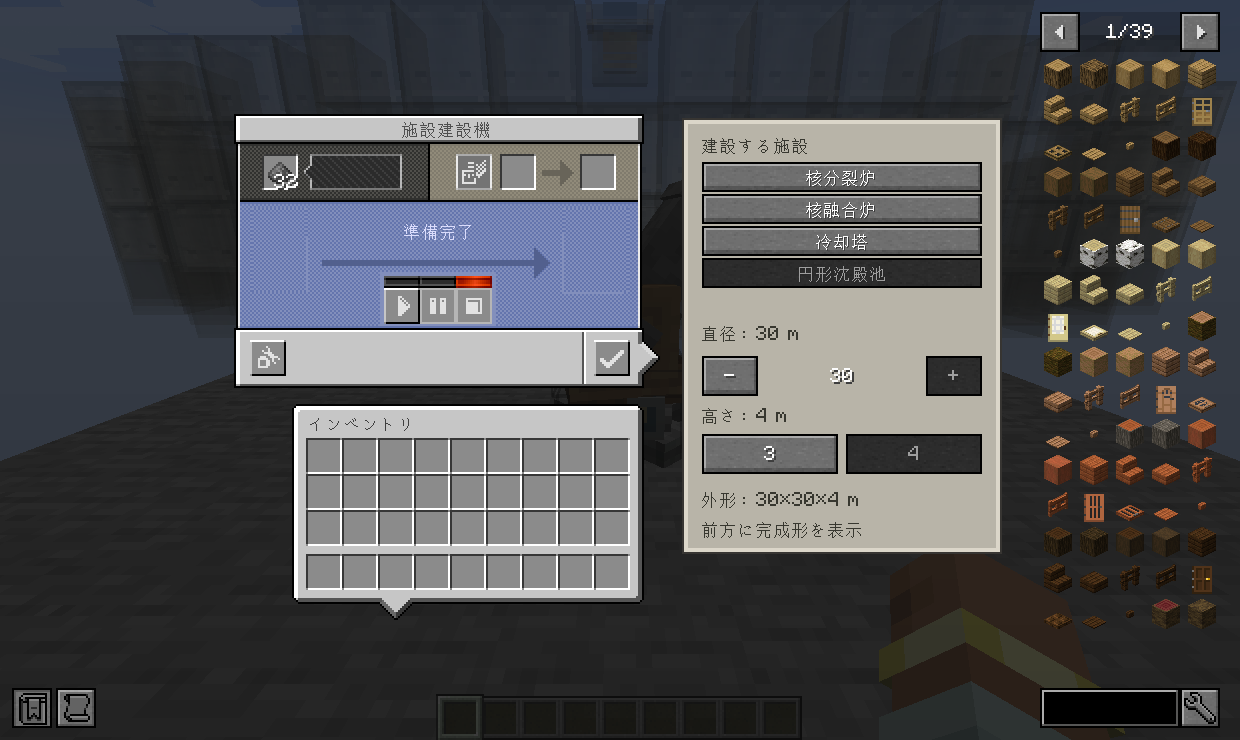 施設建設機
32
準備完了
インベントリ
建設する施設
核分裂炉
核融合炉
冷却塔
円形沈殿池
直径：30 m
－ 30 ＋
高さ：4 m
3 4
外形：30×30×4 m
前方に完成形を表示
1/39